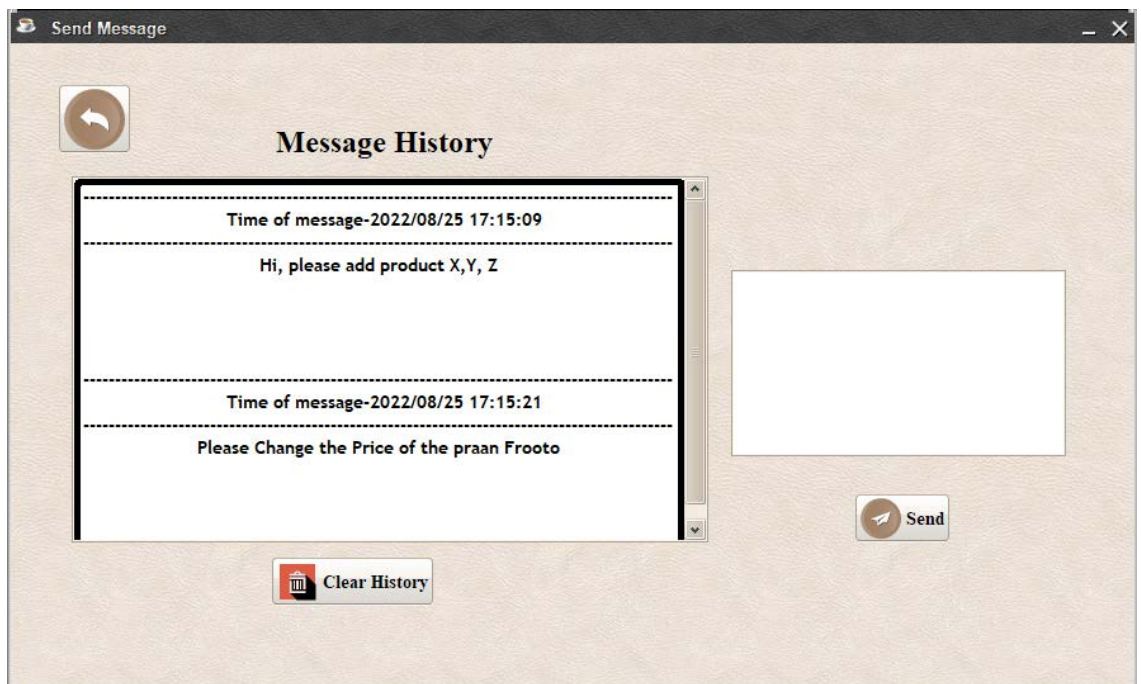 Send Message
Message History
--------------------------------------------------------------------------------
Time of message-2022/08/25 17:15:09
--------------------------------------------------------------------------------
Hi, please add product X,Y, Z
--------------------------------------------------------------------------------
Time of message-2022/08/25 17:15:21
--------------------------------------------------------------------------------
Please Change the Price of the praan Frooto
Send
Clear History